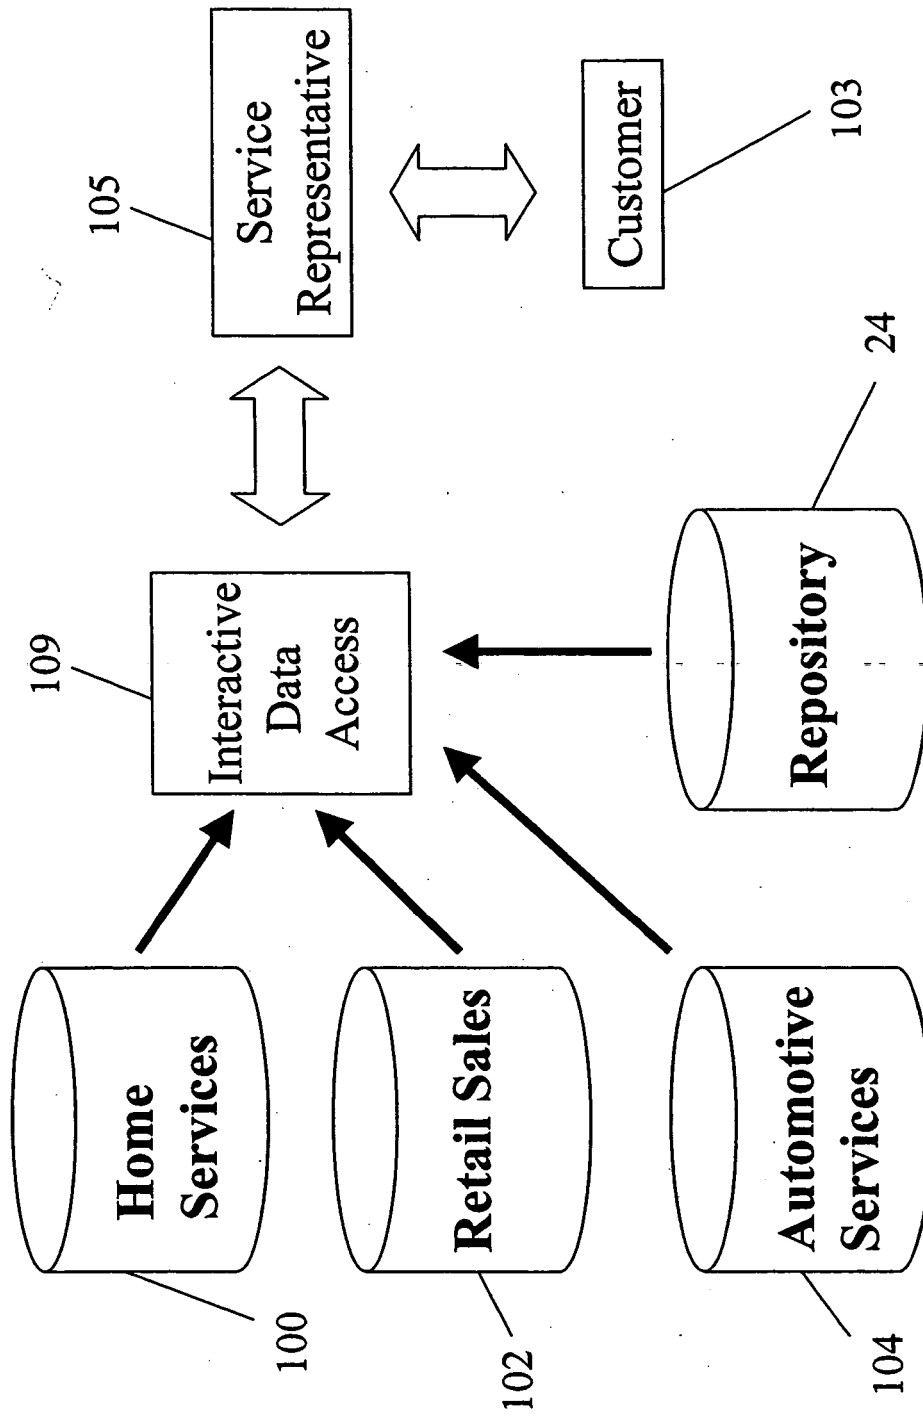 100
Home
Services
102
Retail Sales
104
Automotive
Services
109
Interactive
Data
Access
Repository
24
105
Service
Representative
Customer
103